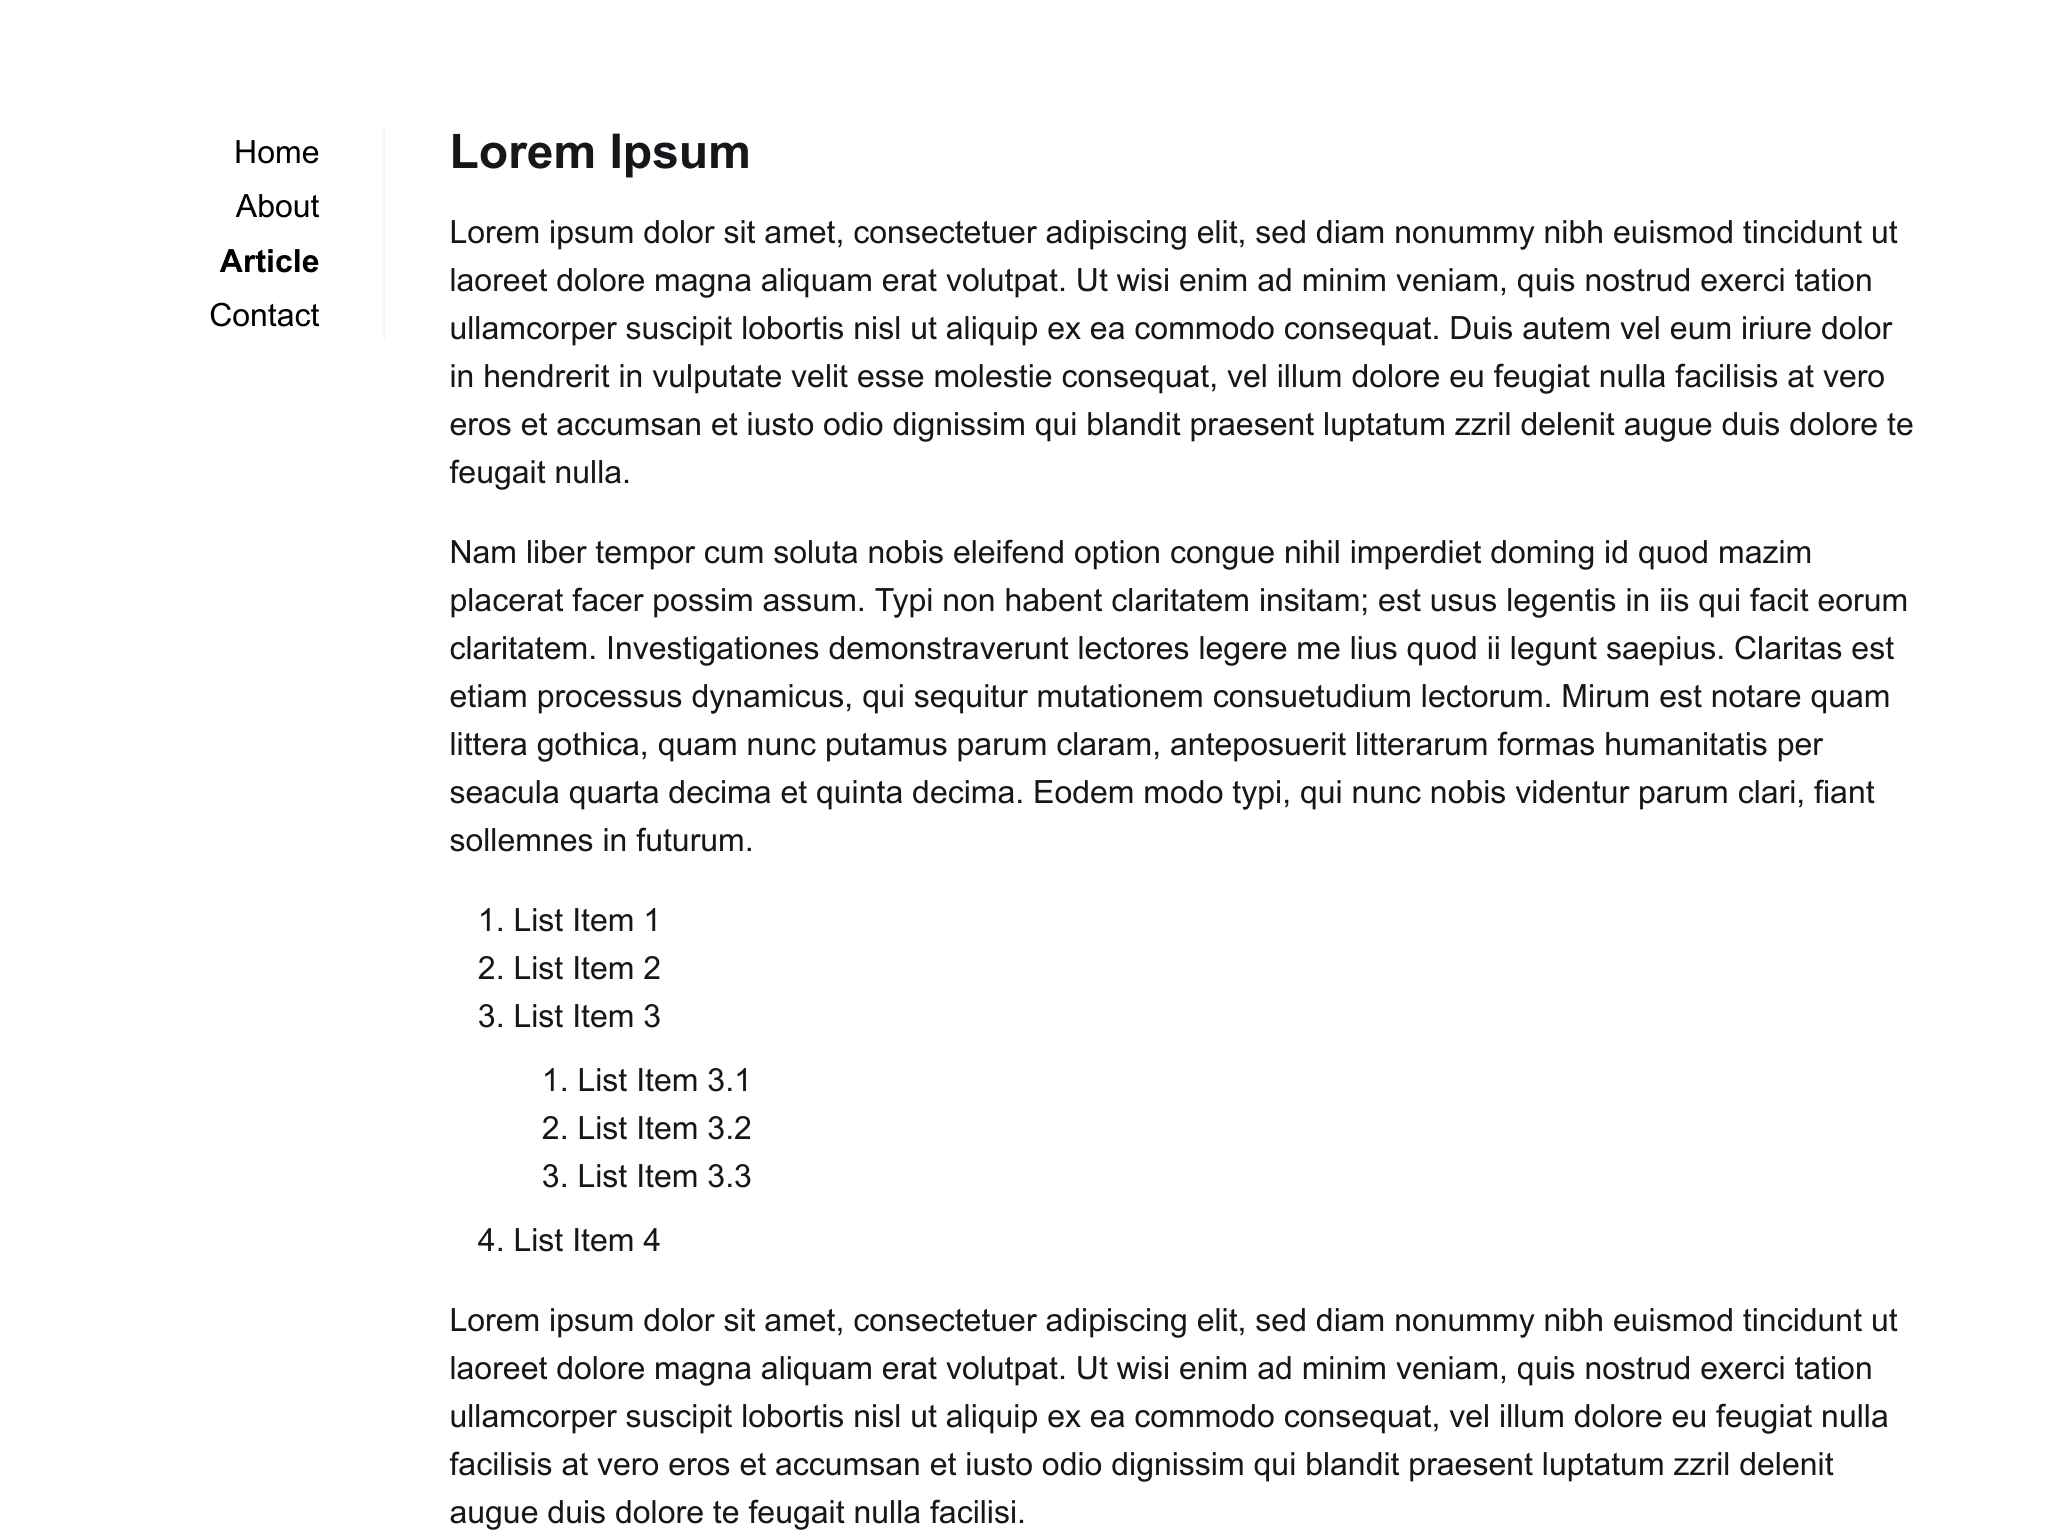 Home
About
Article
Contact
Lorem Ipsum
Lorem ipsum dolor sit amet, consectetuer adipiscing elit, sed diam nonummy nibh euismod tincidunt ut
laoreet dolore magna aliquam erat volutpat. Ut wisi enim ad minim veniam, quis nostrud exerci tation
ullamcorper suscipit lobortis nisl ut aliquip ex ea commodo consequat. Duis autem vel eum iriure dolor
in hendrerit in vulputate velit esse molestie consequat, vel illum dolore eu feugiat nulla facilisis at vero
eros et accumsan et iusto odio dignissim qui blandit praesent luptatum zzril delenit augue duis dolore te
feugait nulla.
Nam liber tempor cum soluta nobis eleifend option congue nihil imperdiet doming id quod mazim
placerat facer possim assum. Typi non habent claritatem insitam; est usus legentis in iis qui facit eorum
claritatem. Investigationes demonstraverunt lectores legere me lius quod ii legunt saepius. Claritas est
etiam processus dynamicus, qui sequitur mutationem consuetudium lectorum. Mirum est notare quam
littera gothica, quam nunc putamus parum claram, anteposuerit litterarum formas humanitatis per
seacula quarta decima et quinta decima. Eodem modo typi, qui nunc nobis videntur parum clari, fiant
sollemnes in futurum.
1. List Item 1
2. List Item 2
3. List Item 3
1. List Item 3.1
2. List Item 3.2
3. List Item 3.3
4. List Item 4
Lorem ipsum dolor sit amet, consectetuer adipiscing elit, sed diam nonummy nibh euismod tincidunt ut
laoreet dolore magna aliquam erat volutpat. Ut wisi enim ad minim veniam, quis nostrud exerci tation
ullamcorper suscipit lobortis nisl ut aliquip ex ea commodo consequat, vel illum dolore eu feugiat nulla
facilisis at vero eros et accumsan et iusto odio dignissim qui blandit praesent luptatum zzril delenit
augue duis dolore te feugait nulla facilisi.